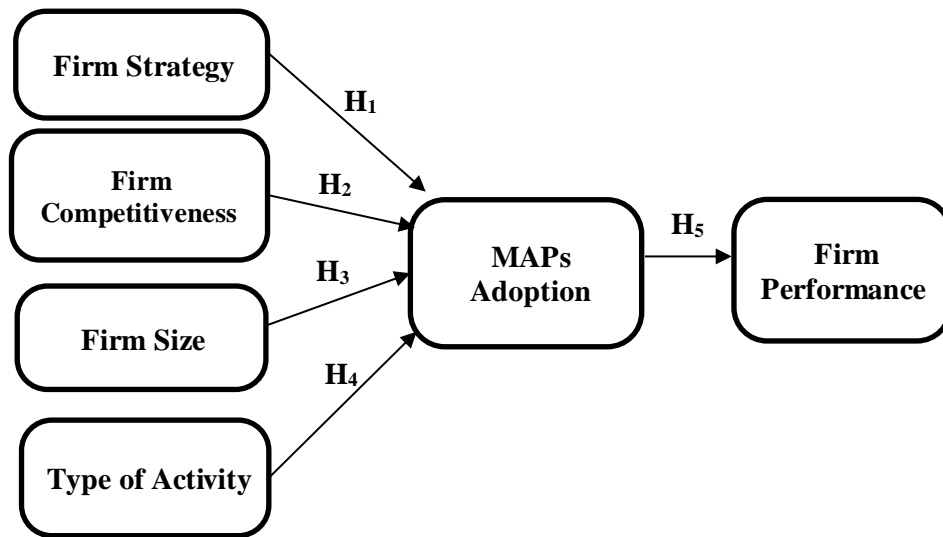 Firm Strategy
H1
Firm
Competitiveness
H2
H3
Firm Size
H4
Type of Activity
MAPs
Adoption
H5
Firm
Performance